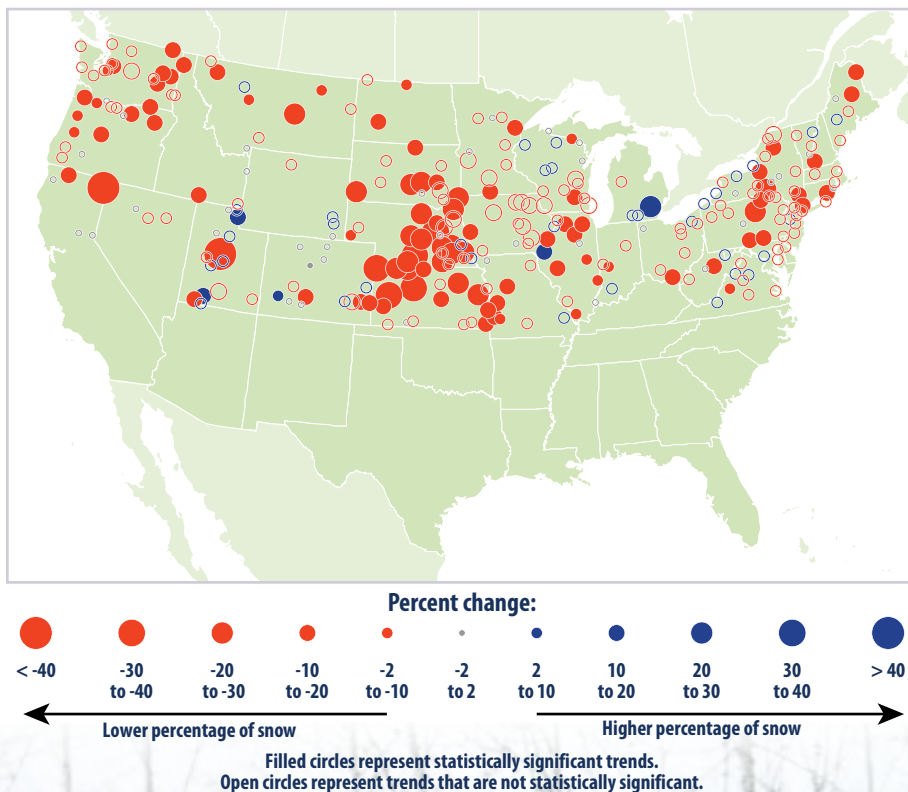 Percent change:
< -40 -30 -20 -10 -2 -2 2 10 20 30 > 40
to -40 to -30 to -20 to -10 to 2 to 10 to 20 to 30 to 40
Lower percentage of snow Higher percentage of snow
Filled circles represent statistically significant trends.
Open circles represent trends that are not statistically significant.